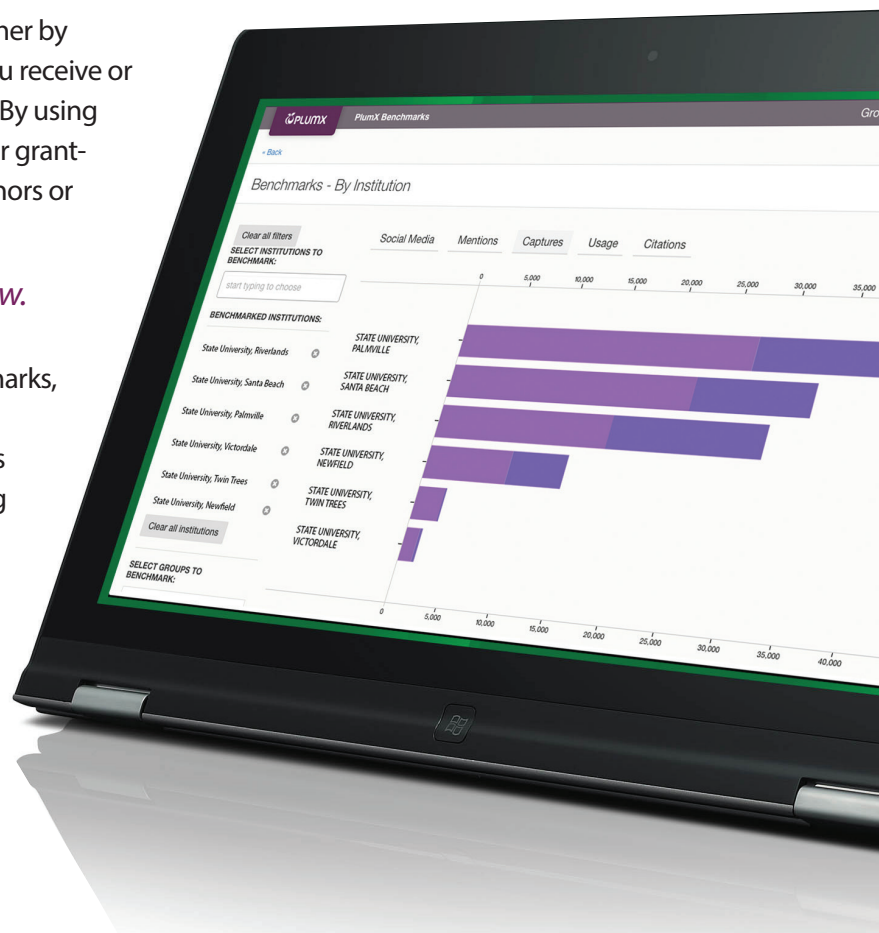 her by
u receive or
By using
r grant-
hors or
w.
marks,
s
g
PLUMX
PlumX Benchmarks
Gro
‹ Back
Benchmarks - By Institution
Clear all filters
SELECT INSTITUTIONS TO
BENCHMARK:
start typing to choose
BENCHMARKED INSTITUTIONS:
State University, Riverlands
State University, Santa Beach
State University, Palmville
State University, Victordale
State University, Twin Trees
State University, Newfield
Clear all institutions
SELECT GROUPS TO
BENCHMARK:
Social Media Mentions Captures Usage Citations
0 5,000 10,000 15,000 20,000 25,000 30,000 35,000
STATE UNIVERSITY,
PALMVILLE
STATE UNIVERSITY,
SANTA BEACH
STATE UNIVERSITY,
RIVERLANDS
STATE UNIVERSITY,
NEWFIELD
STATE UNIVERSITY,
TWIN TREES
STATE UNIVERSITY,
VICTORDALE
0 5,000 10,000 15,000 20,000 25,000 30,000 35,000 40,000